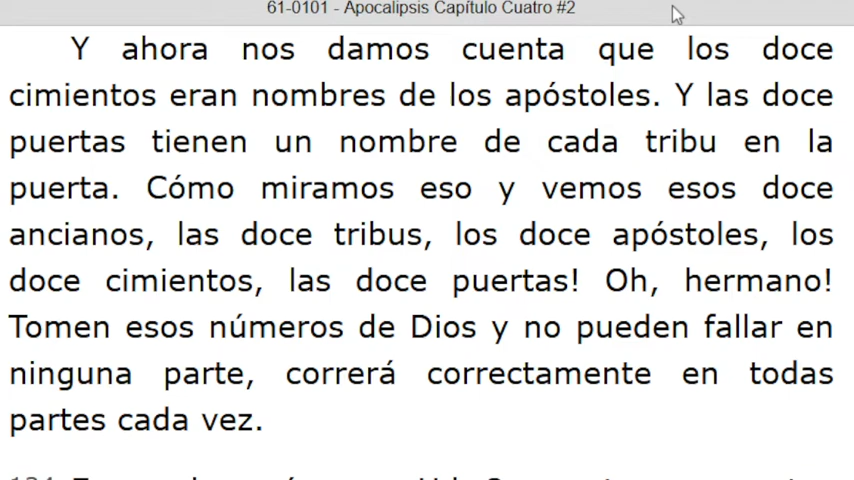 61-0101 - Apocalipsis Capítulo Cuatro #2
Y ahora nos damos cuenta que los doce
cimientos eran nombres de los apóstoles. Y las doce
puertas tienen un nombre de cada tribu en la
puerta. Cómo miramos eso y vemos esos doce
ancianos, las doce tribus, los doce apóstoles, los
doce cimientos, las doce puertas! Oh, hermano!
Tomen esos números de Dios y no pueden fallar en
ninguna parte, correrá correctamente en todas
partes cada vez.